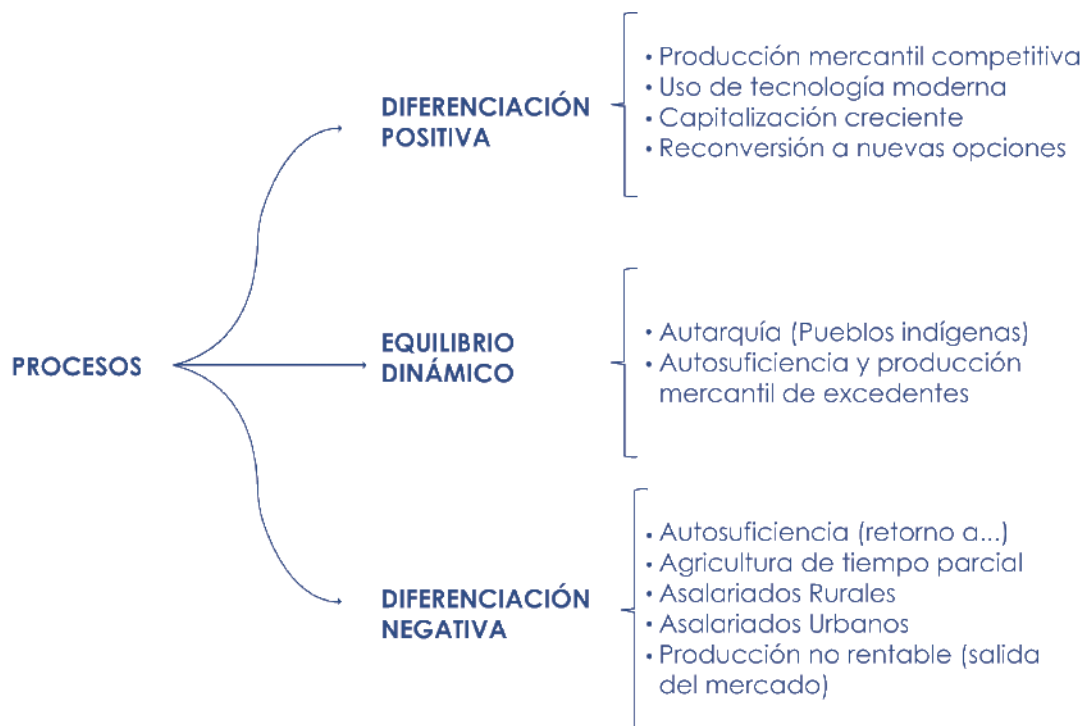 PROCESOS
DIFERENCIACIÓN
POSITIVA
• Producción mercantil competitiva
• Uso de tecnología moderna
• Capitalización creciente
• Reconversión a nuevas opciones
EQUILIBRIO
DINÁMICO
• Autarquía (Pueblos indígenas)
• Autosuficiencia y producción
mercantil de excedentes
DIFERENCIACIÓN
NEGATIVA
• Autosuficiencia (retorno a...)
• Agricultura de tiempo parcial
• Asalariados Rurales
• Asalariados Urbanos
• Producción no rentable (salida
del mercado)